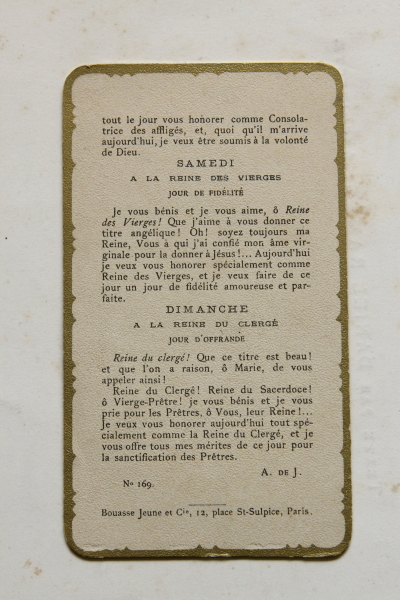 tout le jour vous honorer comme Consola-
trice des affligés, et, quoi qu'il m'arrive
aujourd'hui, je veux être soumis à la volonté
de Dieu.
SAMEDI
A LA REINE DES VIERGES
JOUR DE FIDÉLITÉ
Je vous bénis et je vous aime, ô Reine
des Vierges! Que j'aime à vous donner ce
titre angélique! Oh! soyez toujours ma
Reine, Vous à qui j'ai confié mon âme vir-
ginale pour la donner à Jésus!... Aujourd'hui
je veux vous honorer spécialement comme
Reine des Vierges, et je veux faire de ce
jour un jour de fidélité amoureuse et par-
faite.
DIMANCHE
A LA REINE DU CLERGÉ
JOUR D'OFFRANDE
Reine du clergé! Que ce titre est beau!
et que l'on a raison, ô Marie, de vous
appeler ainsi!
Reine du Clergé! Reine du Sacerdoce!
ô Vierge-Prêtre! je vous bénis et je vous
prie pour les Prêtres, ô Vous, leur Reine!...
Je veux vous honorer aujourd'hui tout spé-
cialement comme la Reine du Clergé, et je
vous offre tous mes mérites de ce jour pour
la sanctification des Prêtres.
A. DE J.
No 169.
Bouasse Jeune et Cie, 12, place St-Sulpice, Paris.